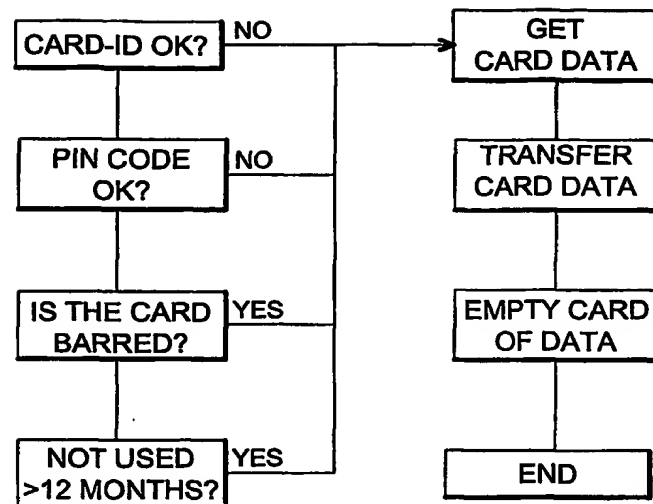 CARD-ID OK?
NO
PIN CODE
OK?
NO
IS THE CARD
BARRED?
YES
NOT USED
>12 MONTHS?
YES
GET
CARD DATA
TRANSFER
CARD DATA
EMPTY CARD
OF DATA
END